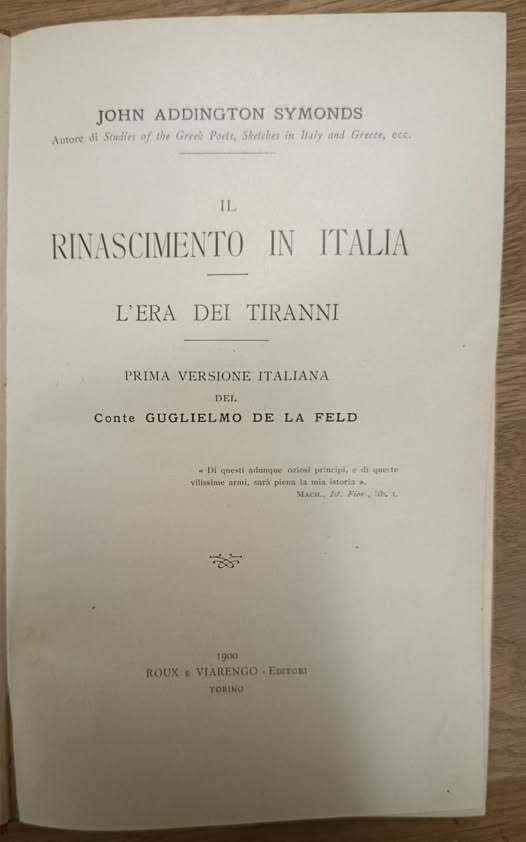 JOHN ADDINGTON SYMONDS
Autore di Studies of the Greek Poets, Sketches in Italy and Greece, ecc.
IL
RINASCIMENTO IN ITALIA
L'ERA DEI TIRANNI
PRIMA VERSIONE ITALIANA
DEL
Conte GUGLIELMO DE LA FELD
« Di questi adunque oziosi principi, e di queste
vilissime armi, sarà piena la mia istoria ».
MACH., Ist. Fior., lib. I.
1900
ROUX E VIARENGO - EDITORI
TORINO